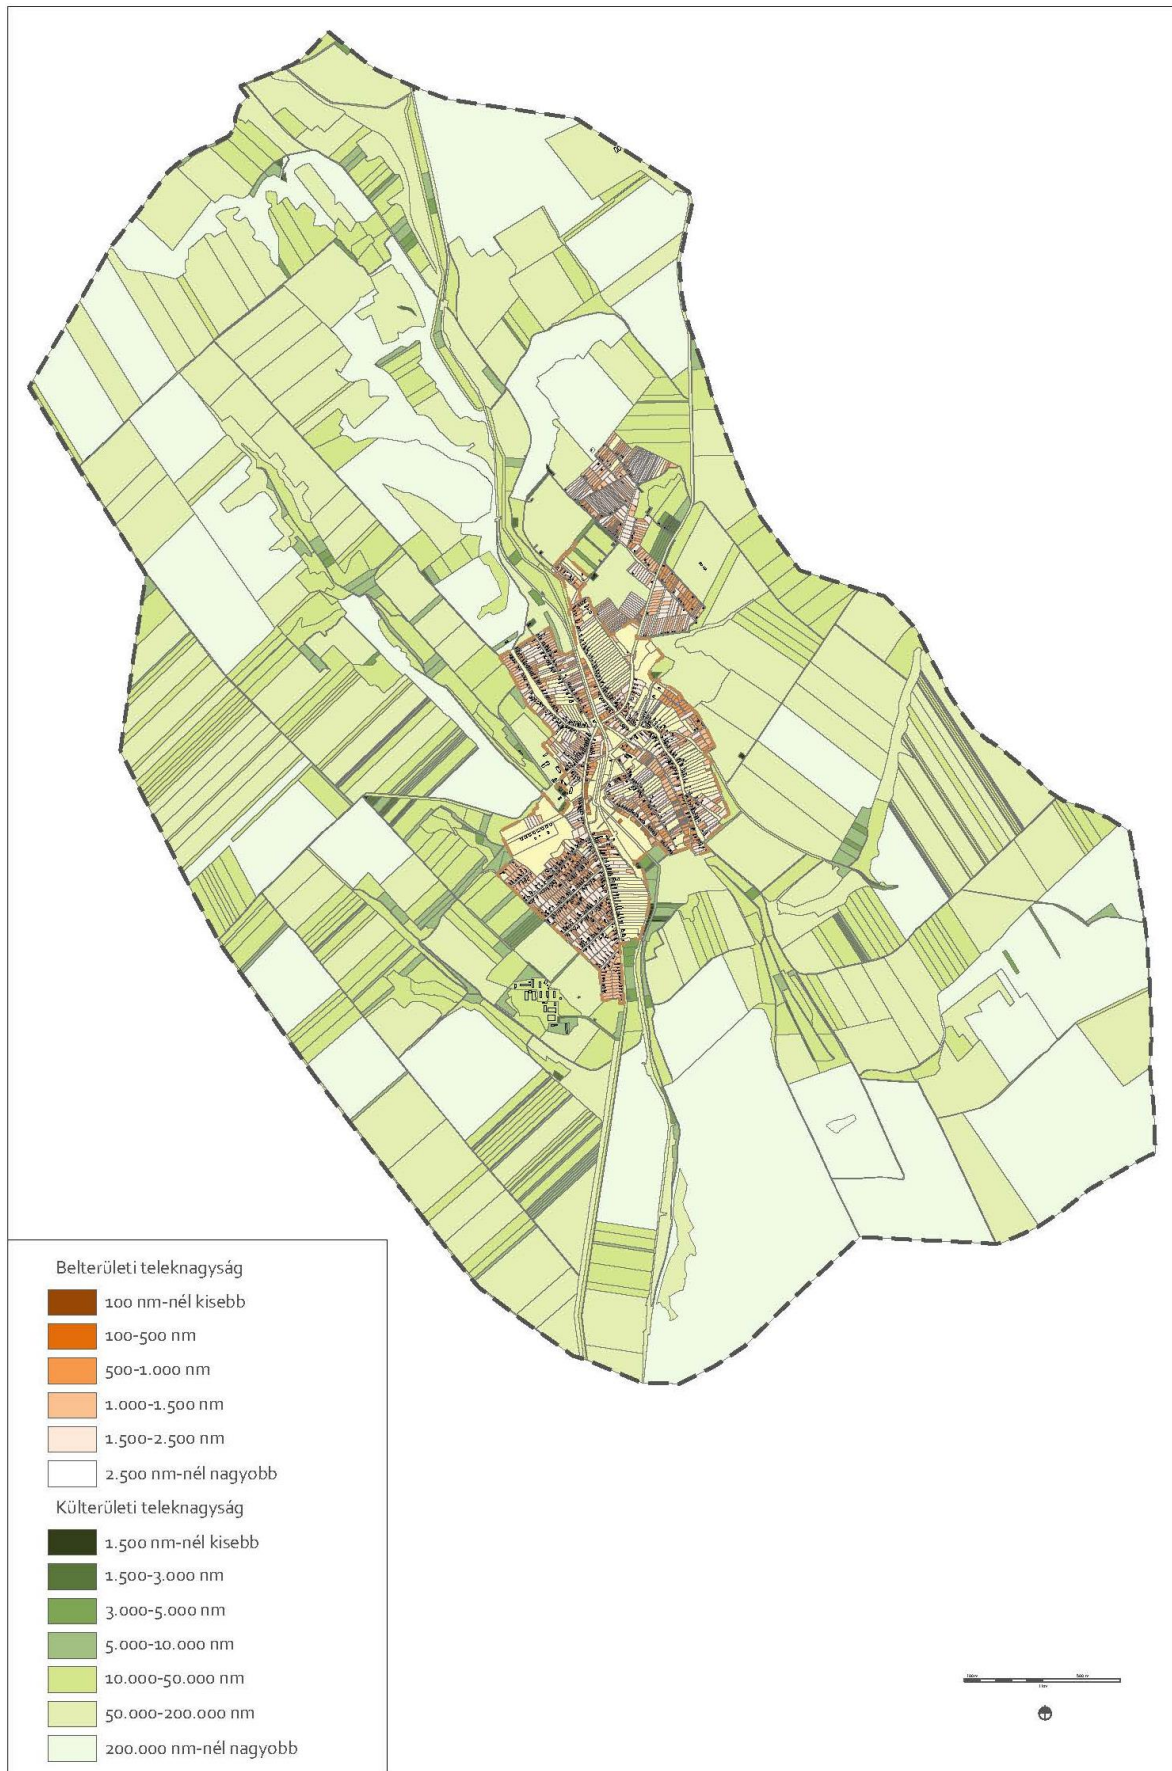 Belterületi teleknagyság
100 nm-nél kisebb
100-500 nm
500-1.000 nm
1.000-1.500 nm
1.500-2.500 nm
2.500 nm-nél nagyobb
Külterületi teleknagyság
1.500 nm-nél kisebb
1.500-3.000 nm
3.000-5.000 nm
5.000-10.000 nm
10.000-50.000 nm
50.000-200.000 nm
200.000 nm-nél nagyobb